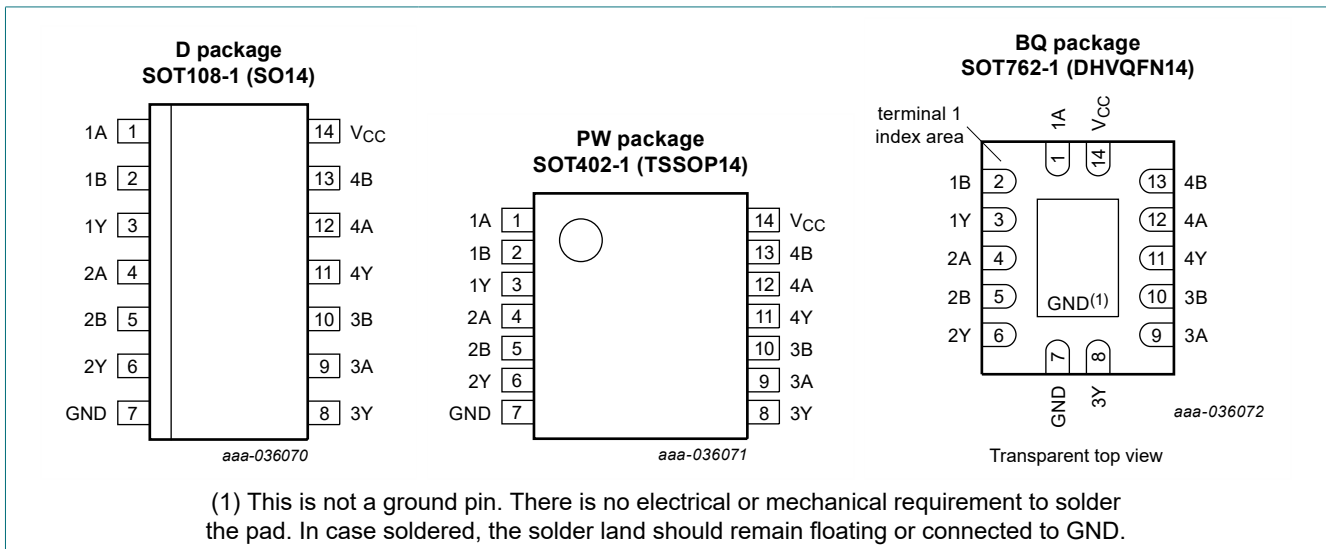 D package
SOT108-1 (SO14)
1A 1
1B 2
1Y 3
2A 4
2B 5
2Y 6
GND 7
14 VCC
13 4B
12 4A
11 4Y
10 3B
9 3A
8 3Y
aaa-036070
PW package
SOT402-1 (TSSOP14)
1A 1
1B 2
1Y 3
2A 4
2B 5
2Y 6
GND 7
14 VCC
13 4B
12 4A
11 4Y
10 3B
9 3A
8 3Y
aaa-036071
BQ package
SOT762-1 (DHVQFN14)
terminal 1
index area
1A
VCC
1
14
1B 2
1Y 3
2A 4
2B 5
2Y 6
13 4B
12 4A
11 4Y
10 3B
9 3A
GND(1)
7
8
GND
3Y
aaa-036072
Transparent top view
(1) This is not a ground pin. There is no electrical or mechanical requirement to solder
the pad. In case soldered, the solder land should remain floating or connected to GND.